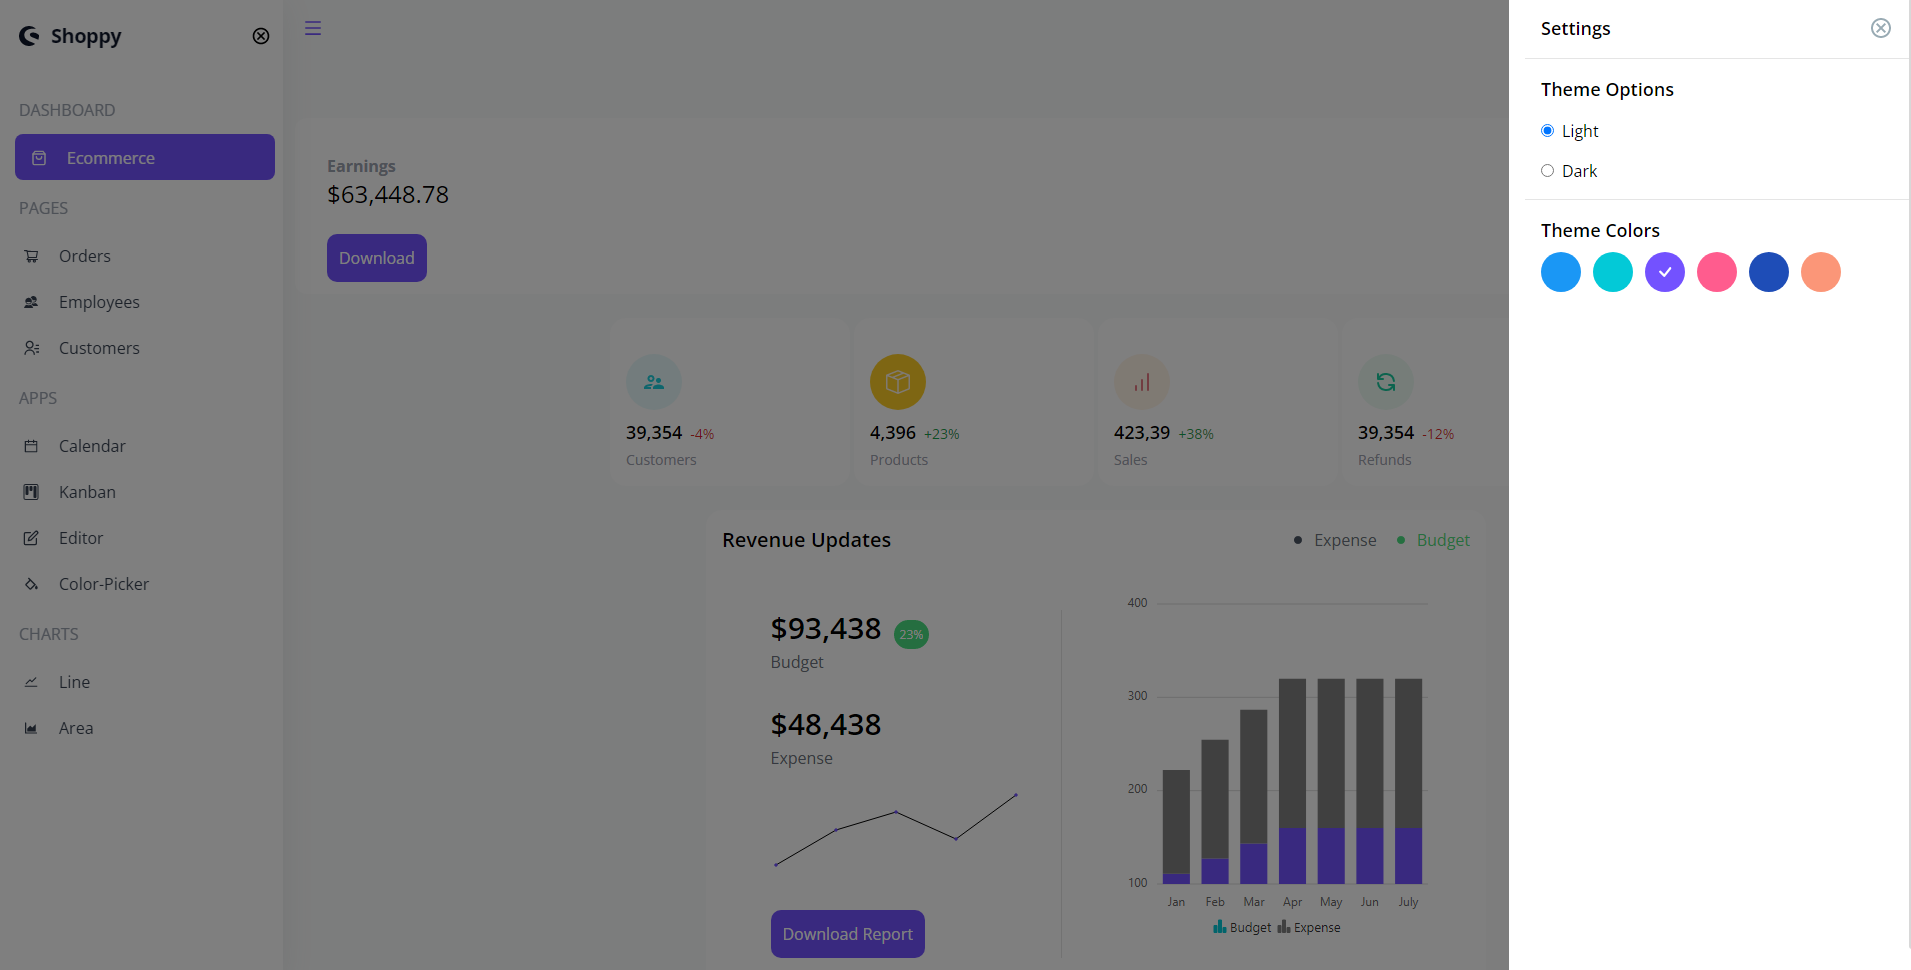 Shoppy
DASHBOARD
Ecommerce
PAGES
Orders
Employees
Customers
APPS
Calendar
Kanban
Editor
Color-Picker
CHARTS
Line
Area
Earnings
$63,448.78
Download
39,354 -4%
Customers
4,396 +23%
Products
423,39 +38%
Sales
39,354 -12%
Refunds
Revenue Updates
Expense Budget
$93,438 23%
Budget
$48,438
Expense
Download Report
400
300
200
100
Jan Feb Mar Apr May Jun July
Budget Expense
Settings
Theme Options
Light
Dark
Theme Colors